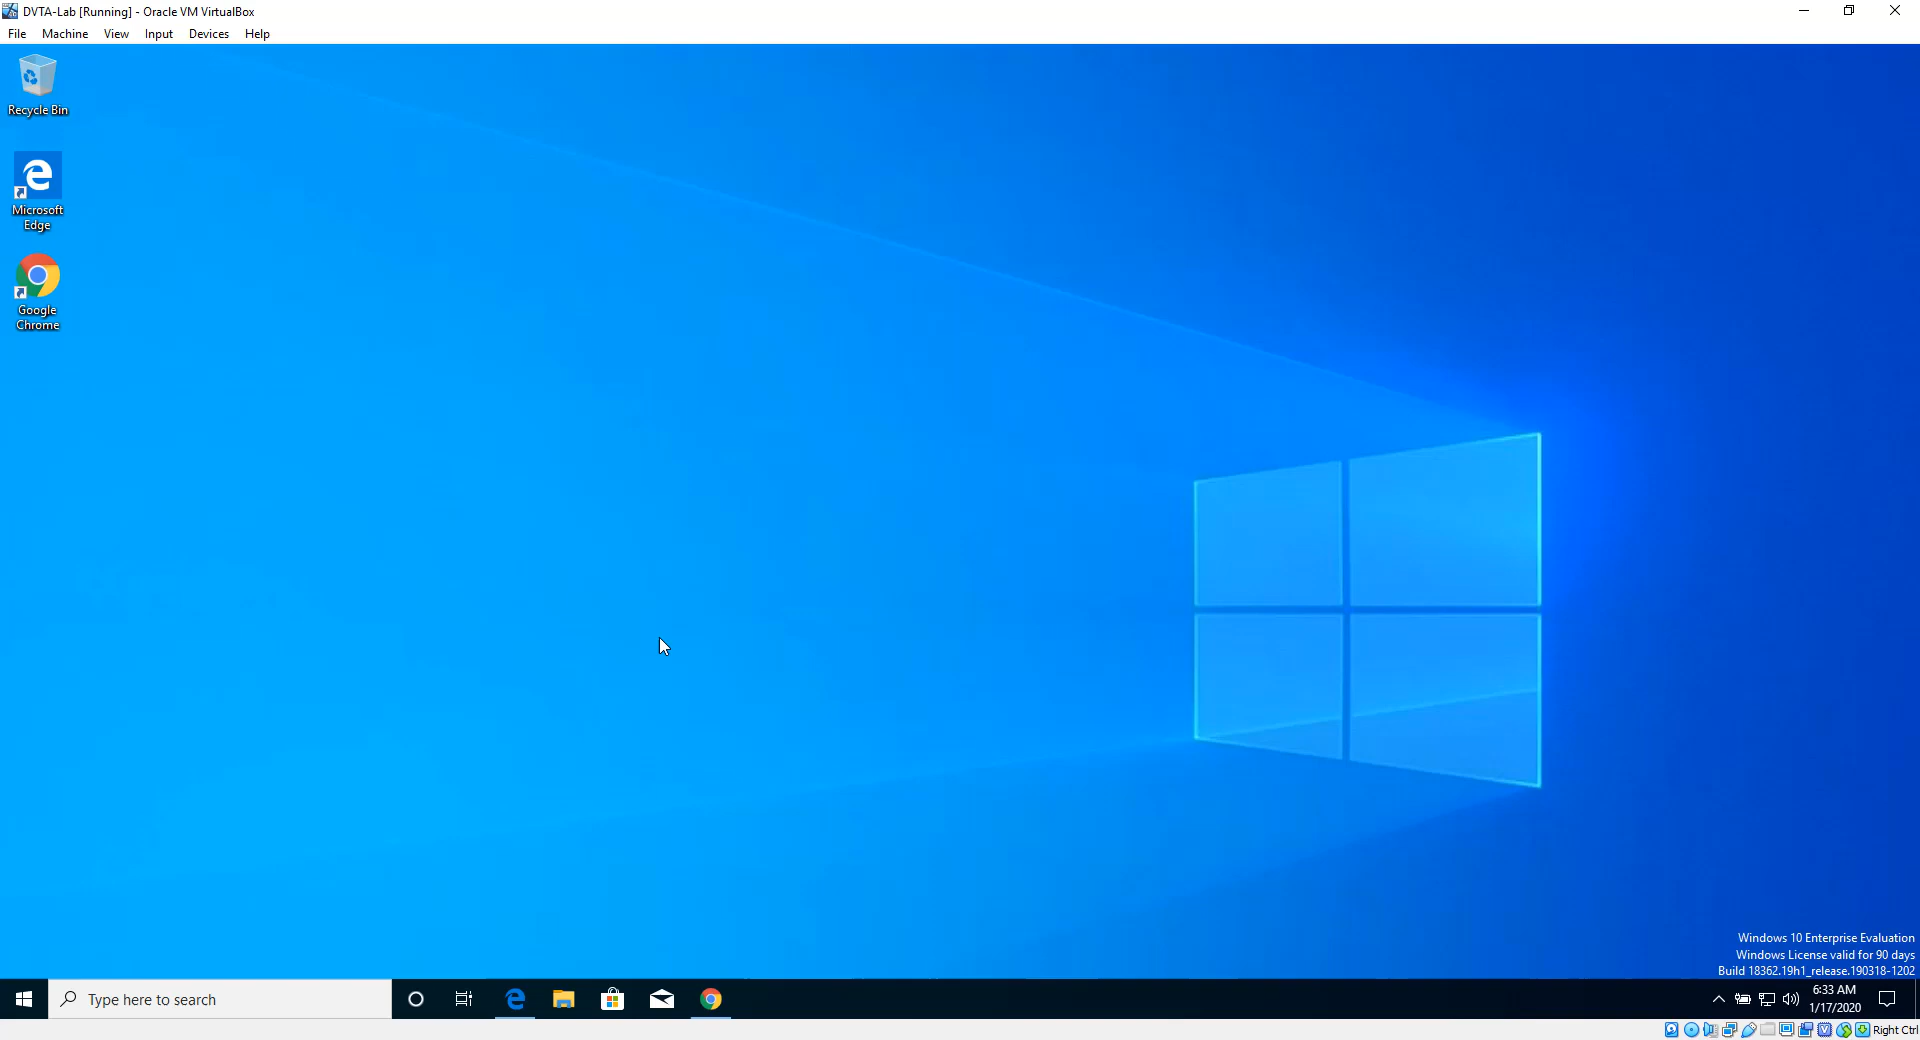 DVTA-Lab [Running] - Oracle VM VirtualBox
File Machine View Input Devices Help
Recycle Bin
Microsoft
Edge
Google
Chrome
Windows 10 Enterprise Evaluation
Windows License valid for 90 days
Build 18362.19h1_release.190318-1202
Type here to search
6:33 AM
1/17/2020
Right Ctrl